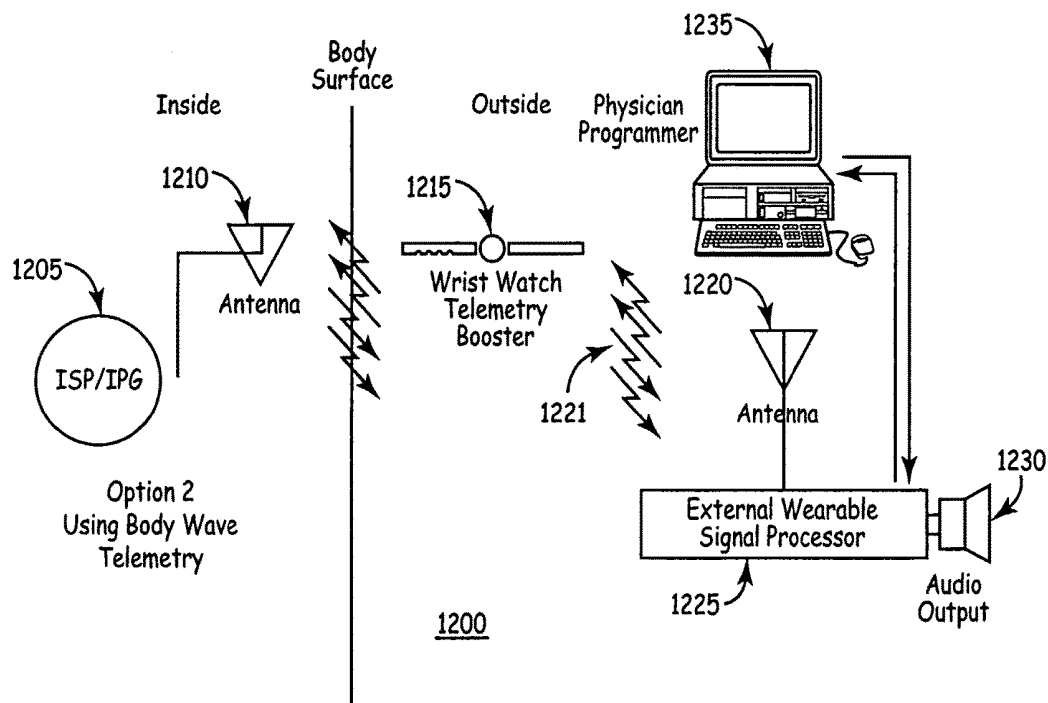 1235
Body
Surface
Inside
Outside
Physician
Programmer
1210
1215
1205
Antenna
Wrist Watch
Telemetry
Booster
1220
ISP/IPG
1221
Antenna
Option 2
Using Body Wave
Telemetry
External Wearable
Signal Processor
1230
1225
Audio
Output
1200